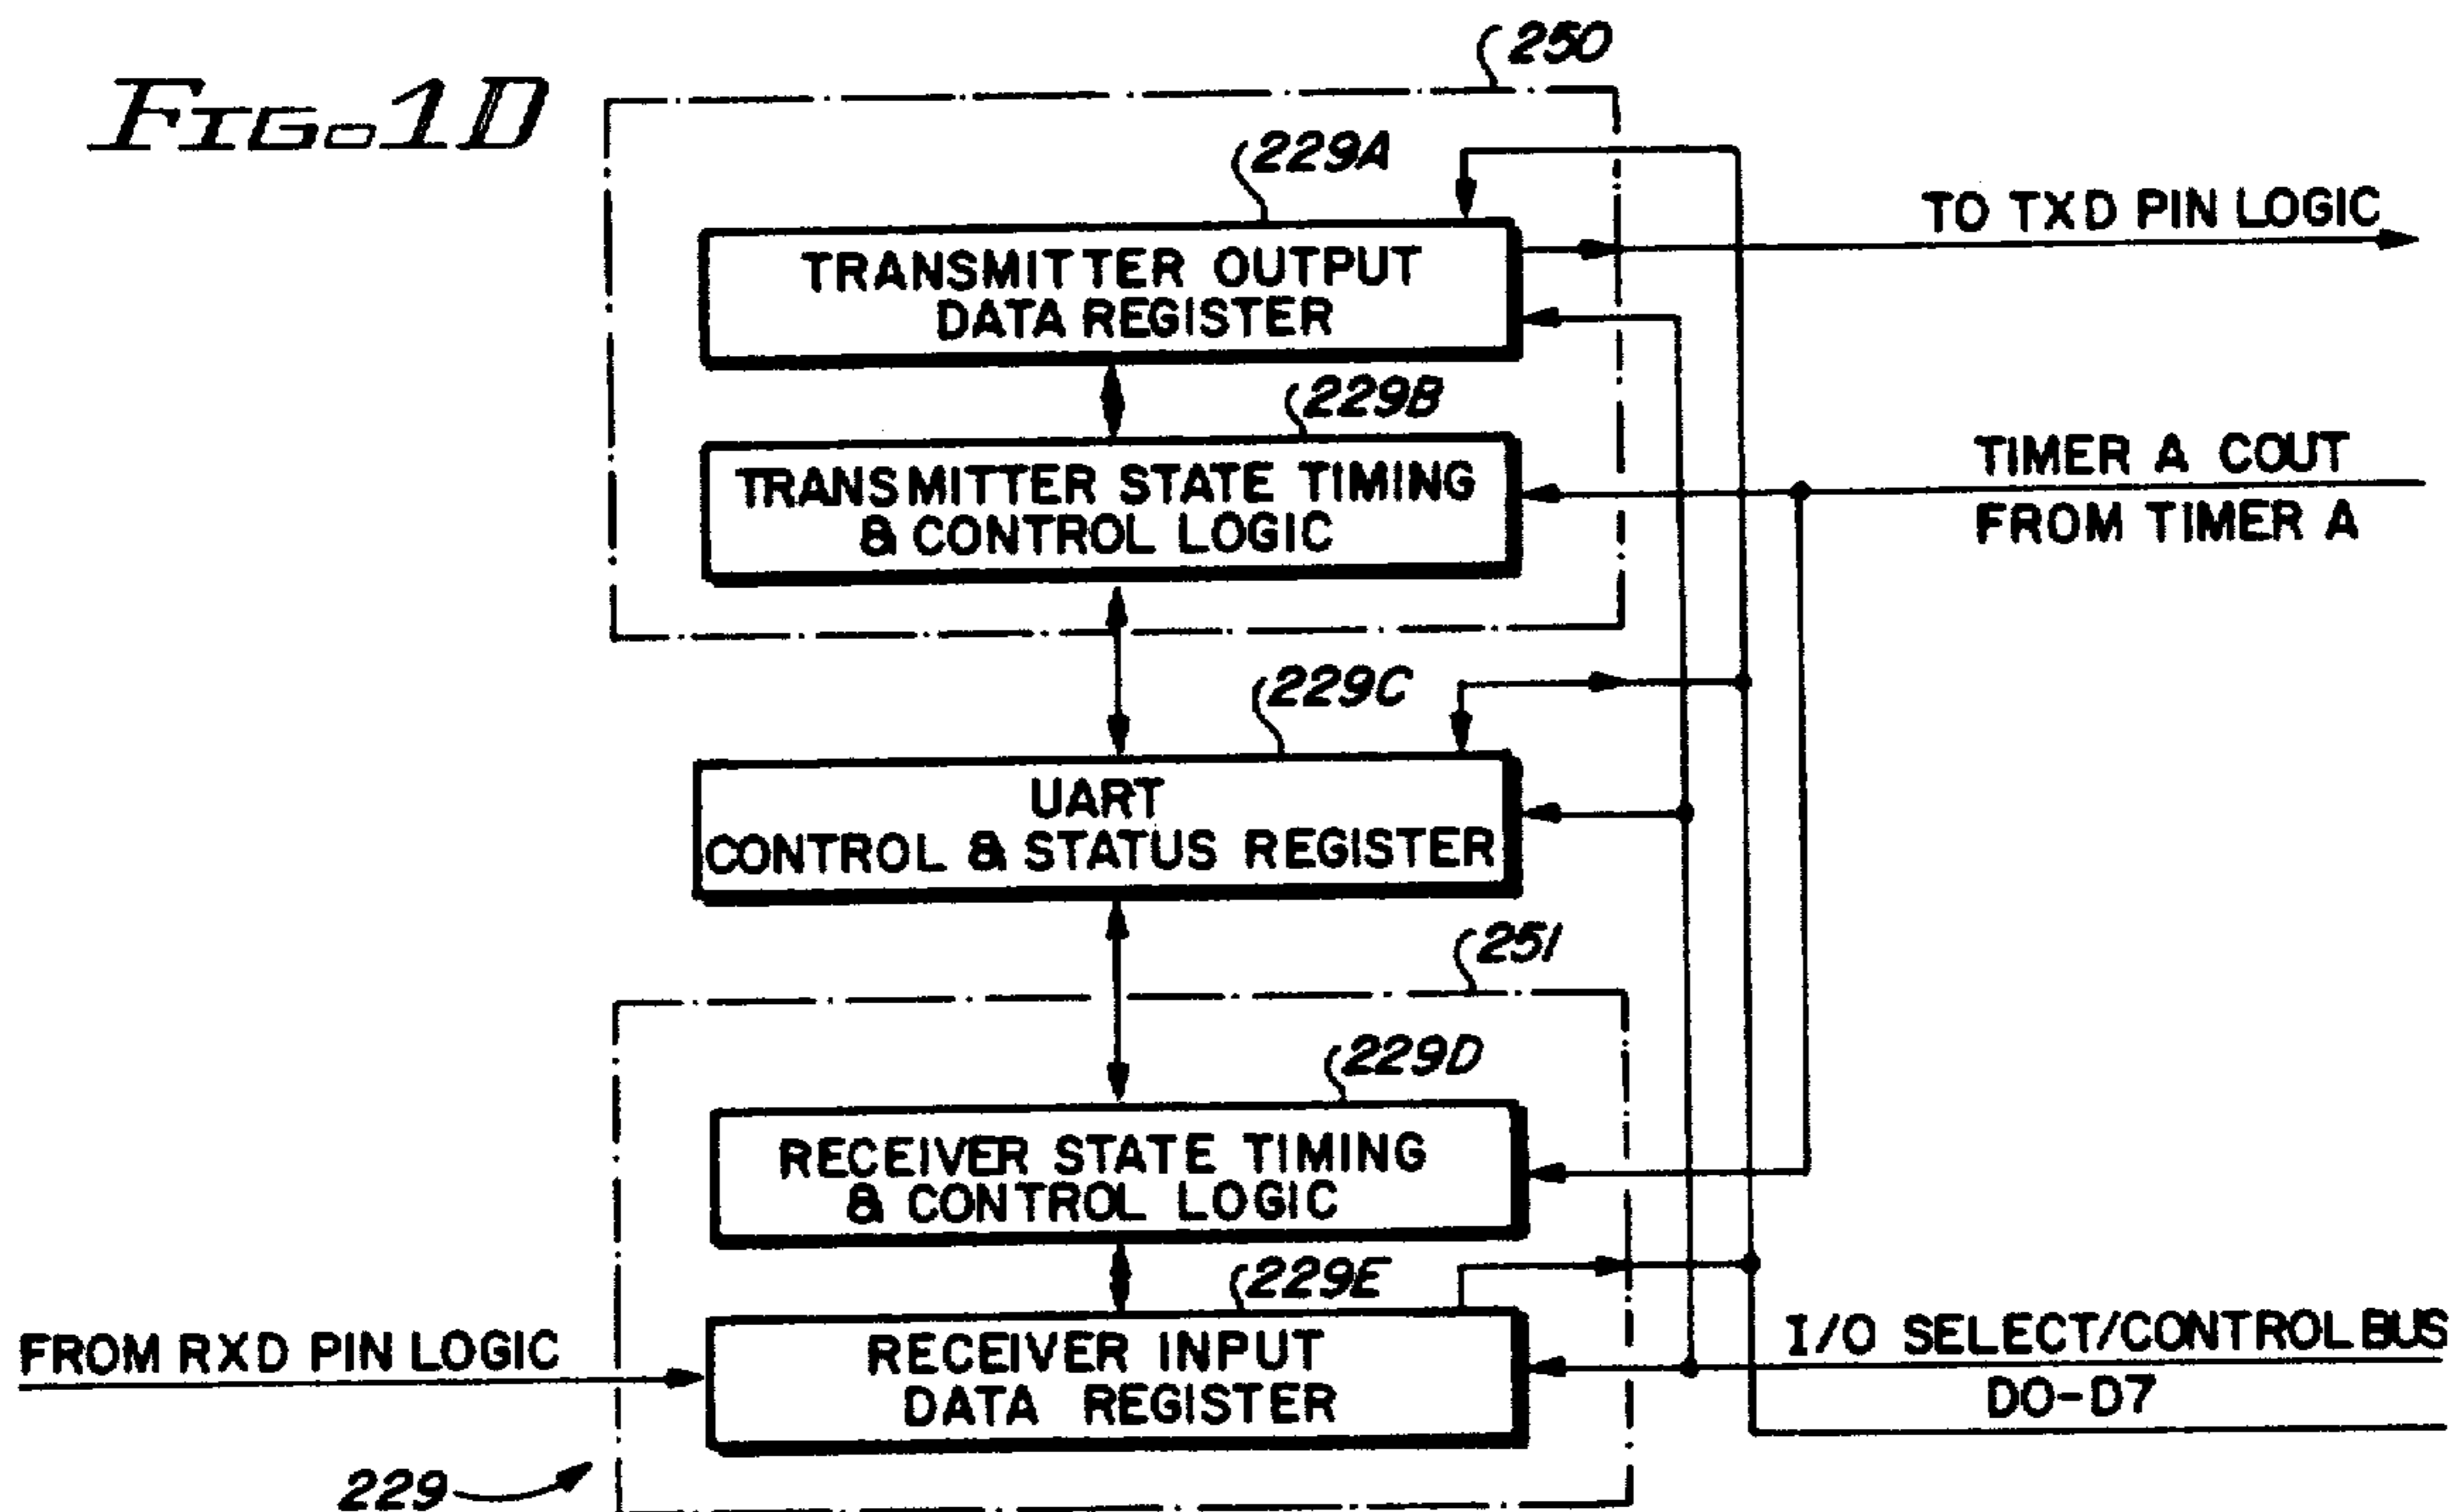 FIG. 1D
250
229A
TO TXD PIN LOGIC
TRANSMITTER OUTPUT
DATA REGISTER
229B
TIMER A COUT
FROM TIMER A
TRANSMITTER STATE TIMING
& CONTROL LOGIC
229C
UART
CONTROL & STATUS REGISTER
251
229D
RECEIVER STATE TIMING
& CONTROL LOGIC
229E
FROM RXD PIN LOGIC
RECEIVER INPUT
DATA REGISTER
I/O SELECT/CONTROL BUS
D0-D7
229